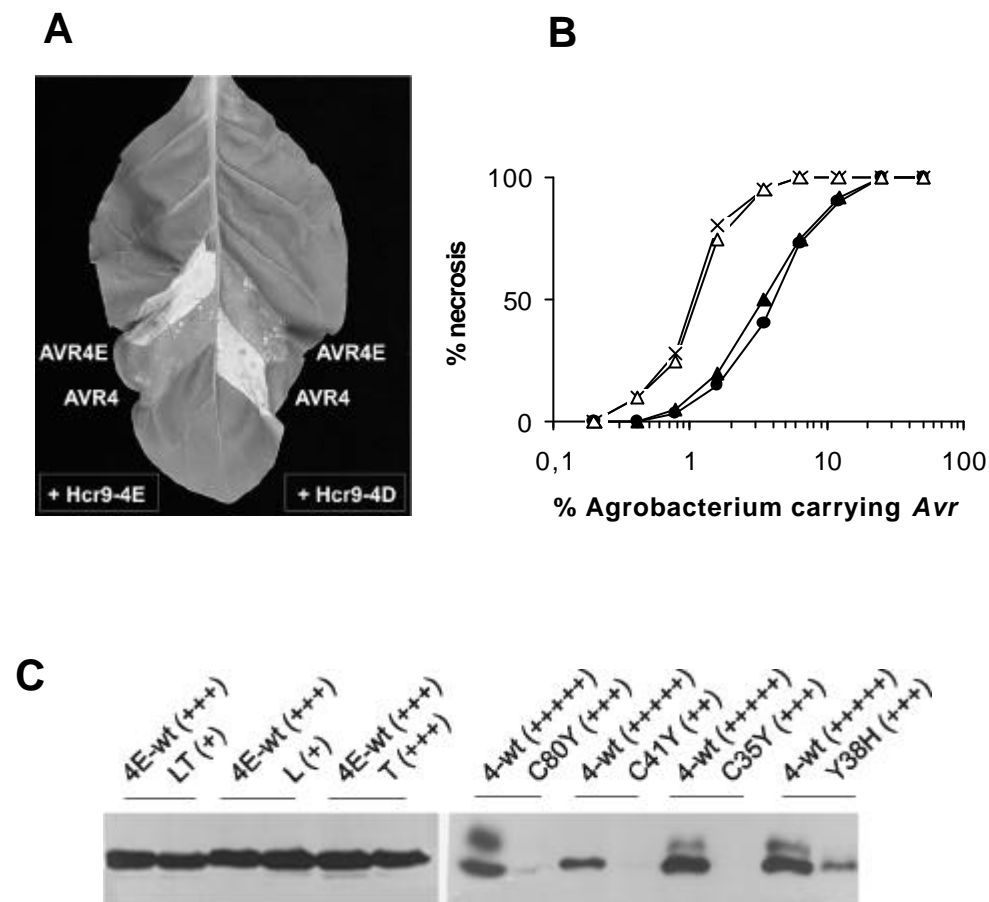 A
B
AVR4E
AVR4
AVR4E
AVR4
+ Hcr9-4E
+ Hcr9-4D
100
50
0
% necrosis
0,1
1
10
100
% Agrobacterium carrying Avr
C
4E-wt (+++)
LT (+)
4E-wt (+++)
L (+)
4E-wt (+++)
T (+++)
4-wt (+++++)
C80Y (+++)
4-wt (+++++)
C41Y (++)
4-wt (+++++)
C35Y (+++)
4-wt (+++++)
Y38H (+++)